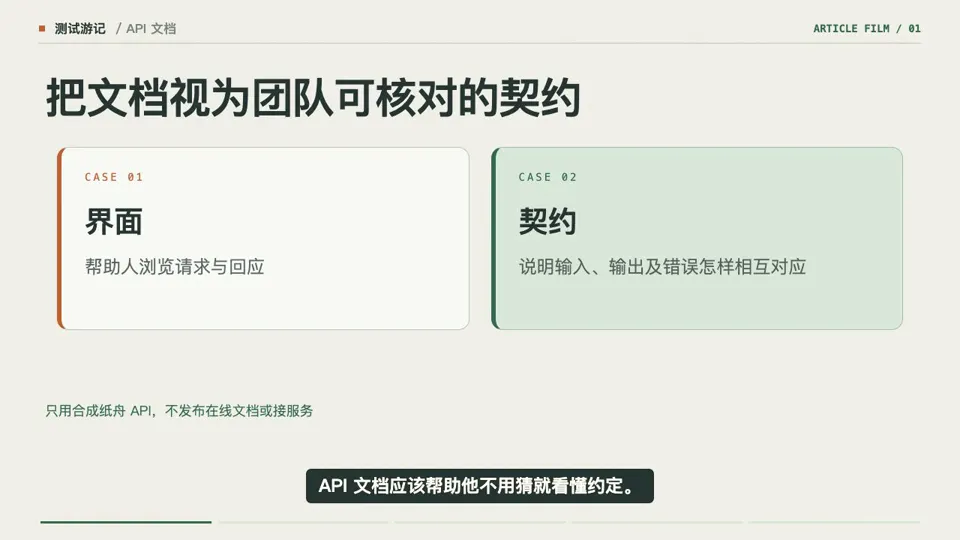 测试游记 / API 文档
ARTICLE FILM / 01
把文档视为团队可核对的契约
CASE 01
界面
帮助人浏览请求与回应
CASE 02
契约
说明输入、输出及错误怎样相互对应
只用合成纸舟 API，不发布在线文档或接服务
API 文档应该帮助他不用猜就看懂约定。